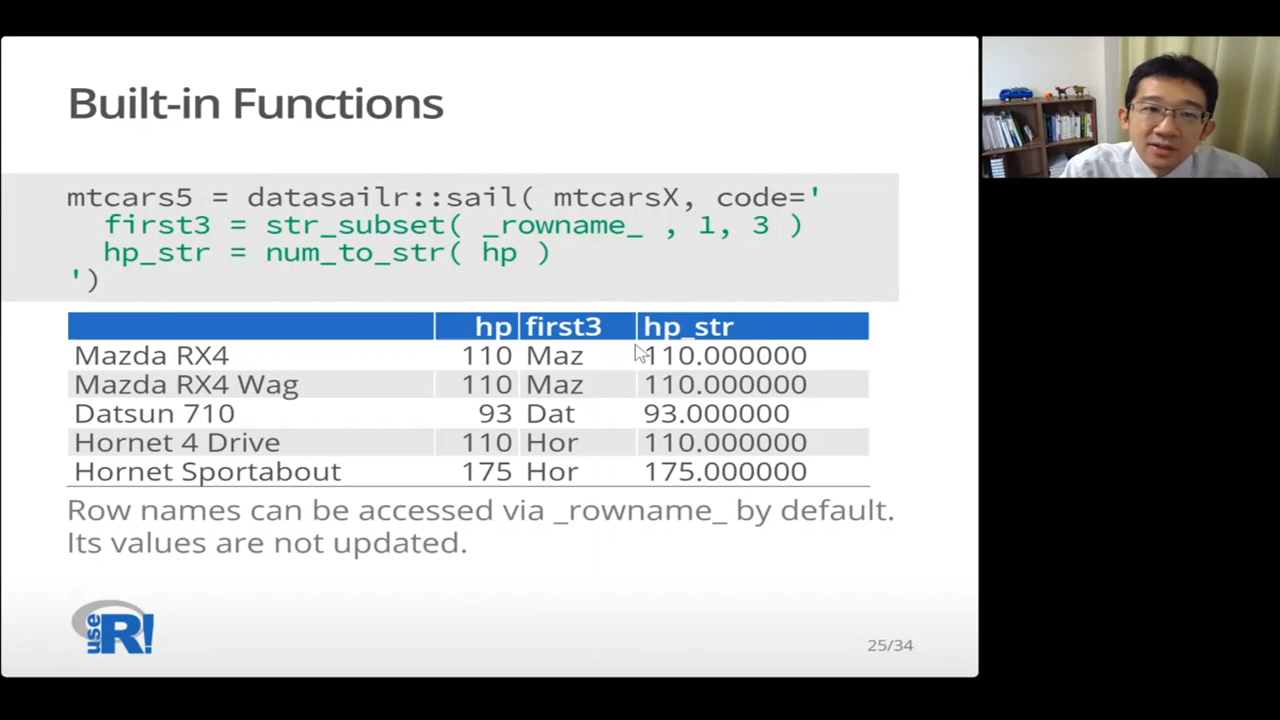 Built-in Functions
mtcars5 = datasailr::sail( mtcarsX, code='
first3 = str_subset( _rowname_ , 1, 3 )
hp_str = num_to_str( hp )
')
hp first3 hp_str
Mazda RX4 110 Maz 110.000000
Mazda RX4 Wag 110 Maz 110.000000
Datsun 710 93 Dat 93.000000
Hornet 4 Drive 110 Hor 110.000000
Hornet Sportabout 175 Hor 175.000000
Row names can be accessed via _rowname_ by default.
Its values are not updated.
use R!
25/34